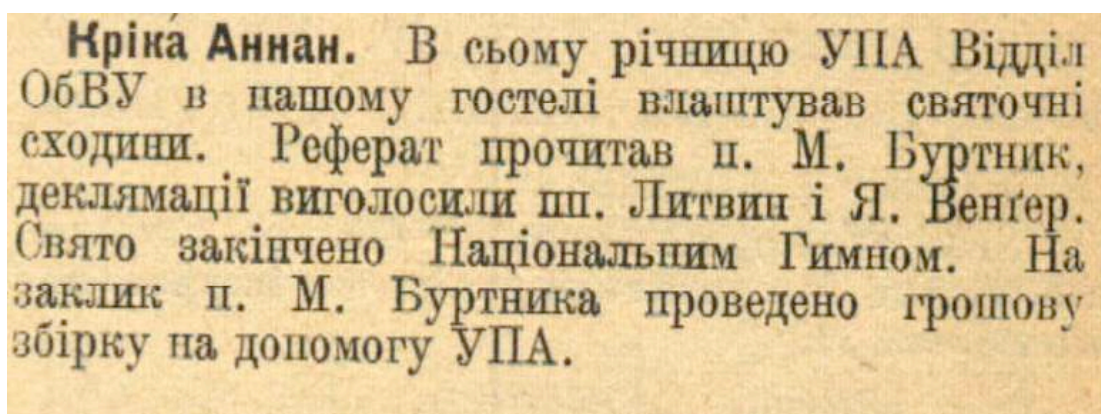 Кріка Аннан. В сьому річницю УПА Відділ
ОбВУ в нашому гостелі влаштував святочні
сходини. Реферат прочитав п. М. Буртник,
деклямації виголосили пп. Литвин і Я. Венґер.
Свято закінчено Національним Гимном. На
заклик п. М. Буртника проведено грошову
збірку на допомогу УПА.